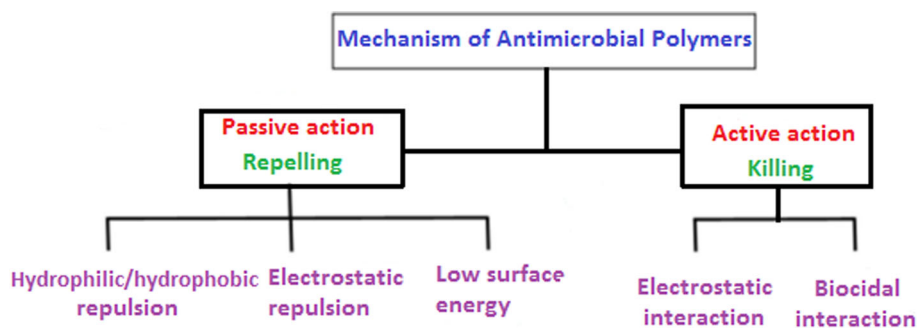 Mechanism of Antimicrobial Polymers
Passive action
Repelling
Active action
Killing
Hydrophilic/hydrophobic
repulsion
Electrostatic
repulsion
Low surface
energy
Electrostatic
interaction
Biocidal
interaction